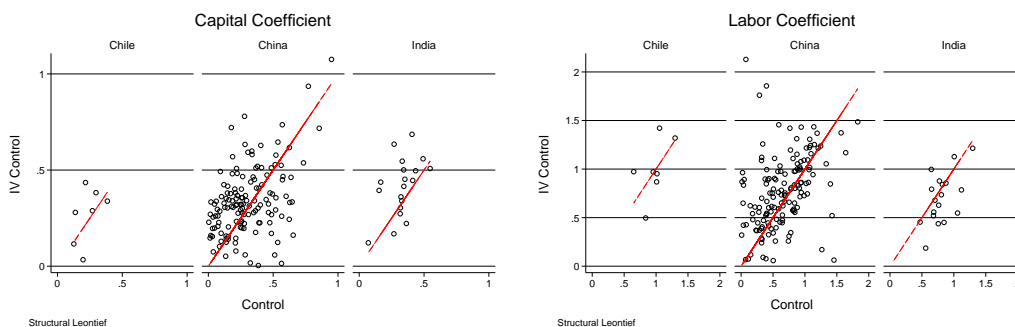 Capital Coefficient
Chile China India
IV Control
1
.5
0
0 .5 1 0 .5 1 0 .5 1
Control
Structural Leontief
Labor Coefficient
Chile China India
IV Control
2
1.5
1
.5
0
0 .5 1 1.5 2 0 .5 1 1.5 2 0 .5 1 1.5 2
Control
Structural Leontief